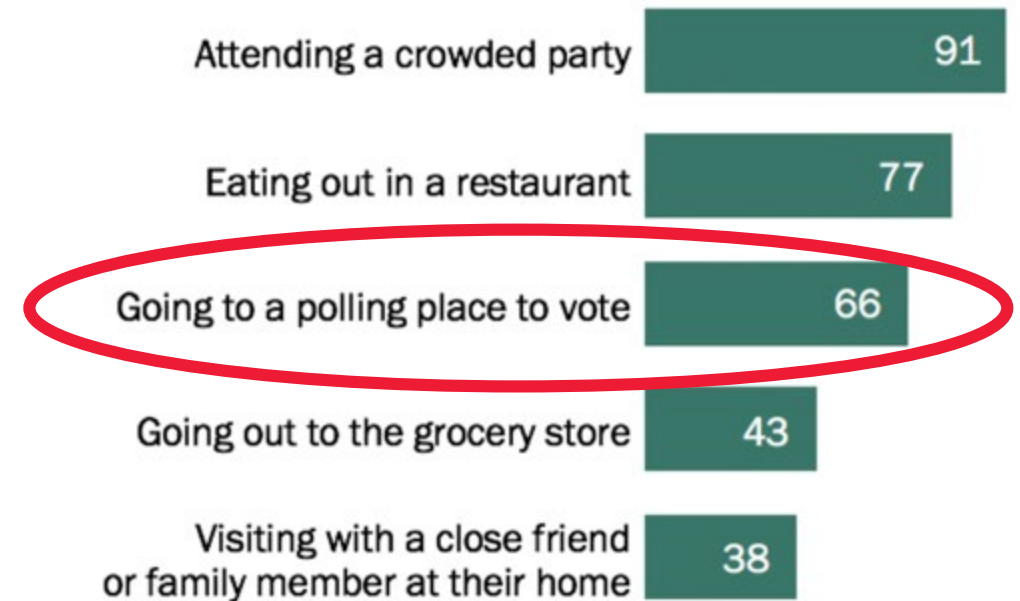 Attending a crowded party 91
Eating out in a restaurant 77
Going to a polling place to vote 66
Going out to the grocery store 43
Visiting with a close friend
or family member at their home 38